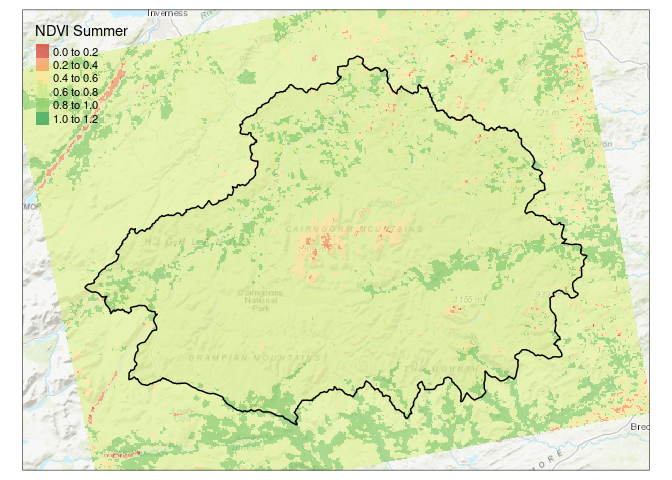 Inverness
NDVI Summer
0.0 to 0.2
0.2 to 0.4
0.4 to 0.6
0.6 to 0.8
0.8 to 1.0
1.0 to 1.2
CAIRNGORM MOUNTAINS
Cairngorms
National
Park
1155 m
GRAMPIAN MOUNTAINS
Brec